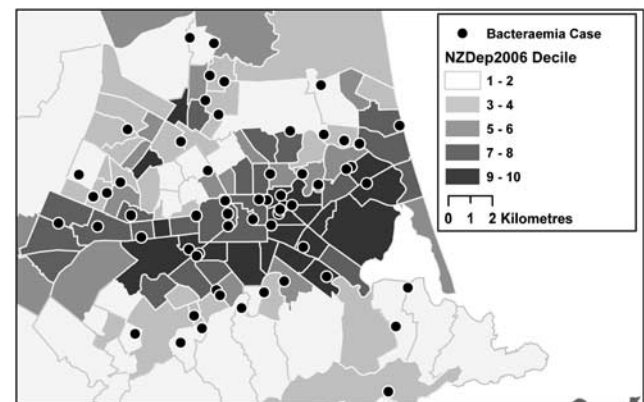 Bacteraemia Case
NZDep2006 Decile
1 - 2
3 - 4
5 - 6
7 - 8
9 - 10
0 1 2 Kilometres